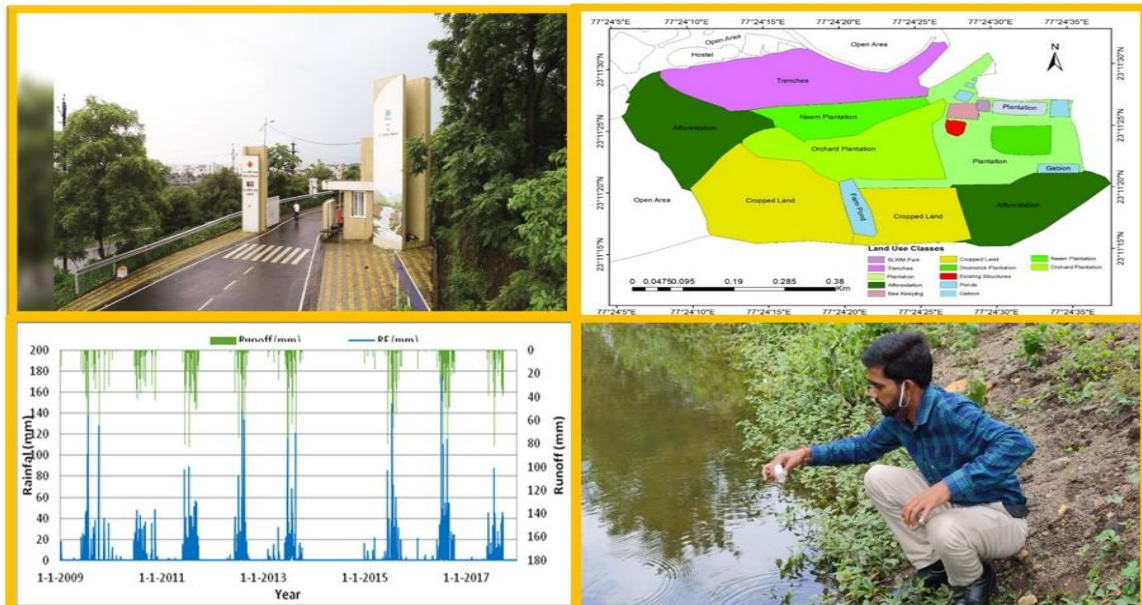 77°24'5"E 77°24'10"E 77°24'15"E 77°24'20"E 77°24'25"E 77°24'30"E 77°24'35"E
23°11'30"N
23°11'25"N
23°11'20"N
23°11'15"N
Open Area
Hostel
Open Area
N
Trenches
Neem Plantation
Plantation
Afforestation
Orchard Plantation
Plantation
Gabion
Open Area
Cropped Land
Farm Pond
Cropped Land
Afforestation
23°11'30"N
23°11'25"N
23°11'20"N
23°11'15"N
Land Use Classes
BLWM Park
Trenches
Plantation
Afforestation
Bee Keeping
Cropped Land
Drumstick Plantation
Existing Structures
Ponds
Gabion
Neem Plantation
Orchard Plantation
0 0.0475 0.095 0.19 0.285 0.38
Km
77°24'5"E 77°24'10"E 77°24'15"E 77°24'20"E 77°24'25"E 77°24'30"E 77°24'35"E
Runoff (mm) RF (mm)
Rainfal (mm)
200
180
160
140
120
100
80
60
40
20
0
0
20
40
60
80
100
120
140
160
180
Runoff (mm)
1-1-2009 1-1-2011 1-1-2013 1-1-2015 1-1-2017
Year